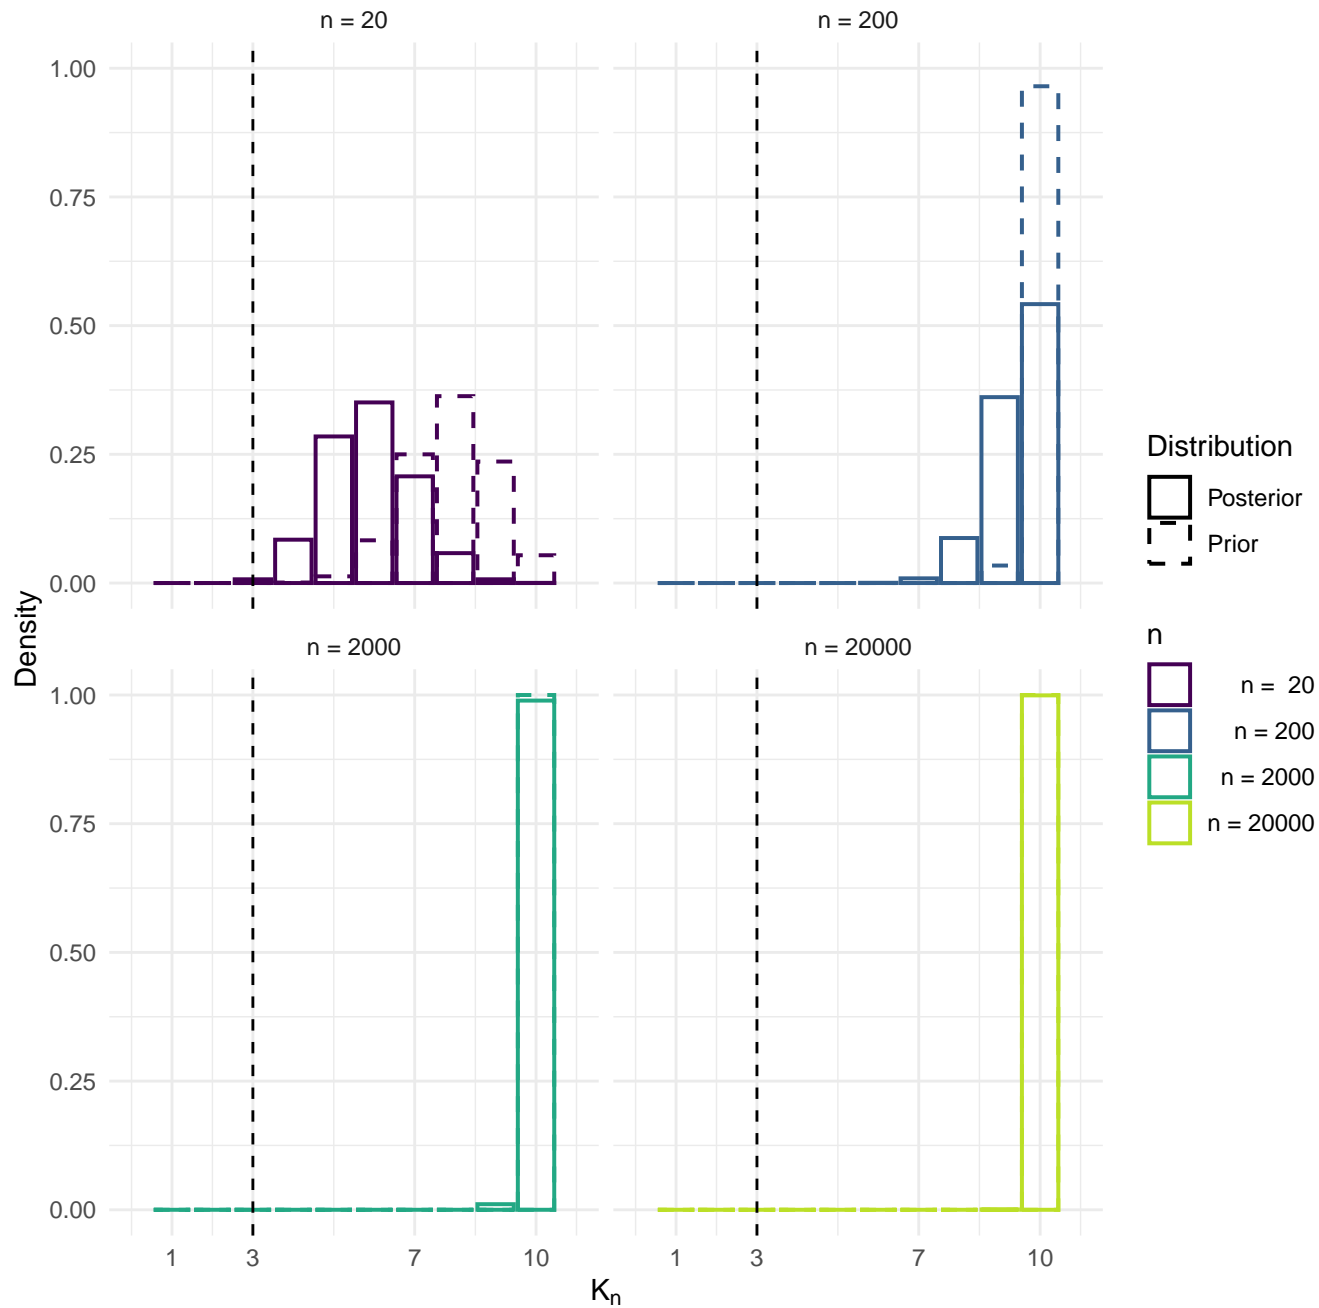 n = 20
n = 200
1.00
0.75
0.50
0.25
0.00
Density
n = 2000
n = 20000
1.00
0.75
0.50
0.25
0.00
1 3 7 10
1 3 7 10
Kₙ
Distribution
Posterior
Prior
n
n = 20
n = 200
n = 2000
n = 20000